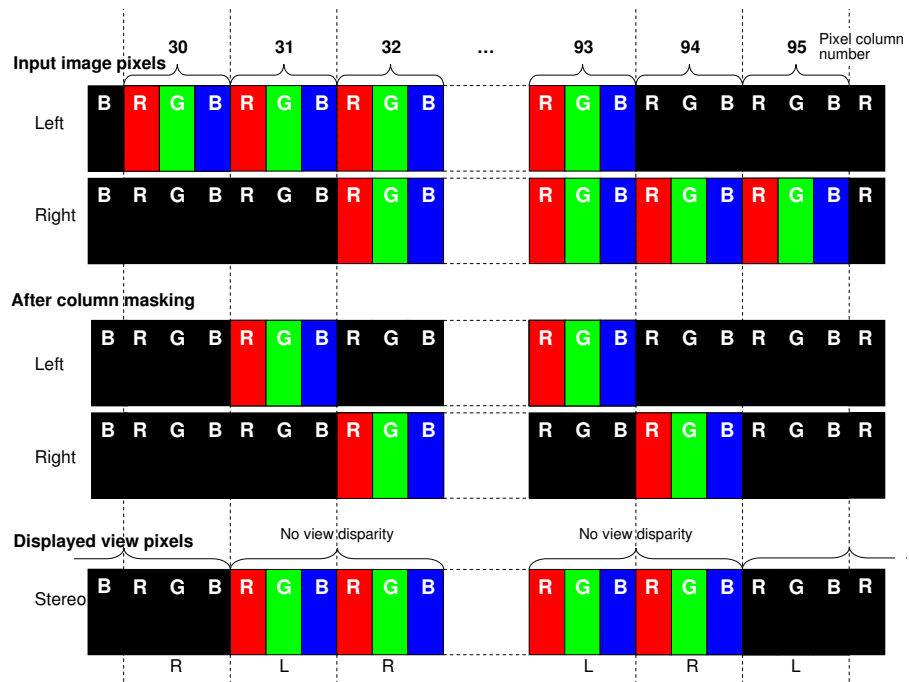 30 31 32 ... 93 94 95 Pixel column number
Input image pixels
Left B R G B R G B R G B R G B R G B R G B R
Right B R G B R G B R G B R G B R G B R G B R
After column masking
Left B R G B R G B R G B R G B R G B R G B R
Right B R G B R G B R G B R G B R G B R G B R
Displayed view pixels No view disparity No view disparity
Stereo B R G B R G B R G B R G B R G B R G B R
R L R L R L